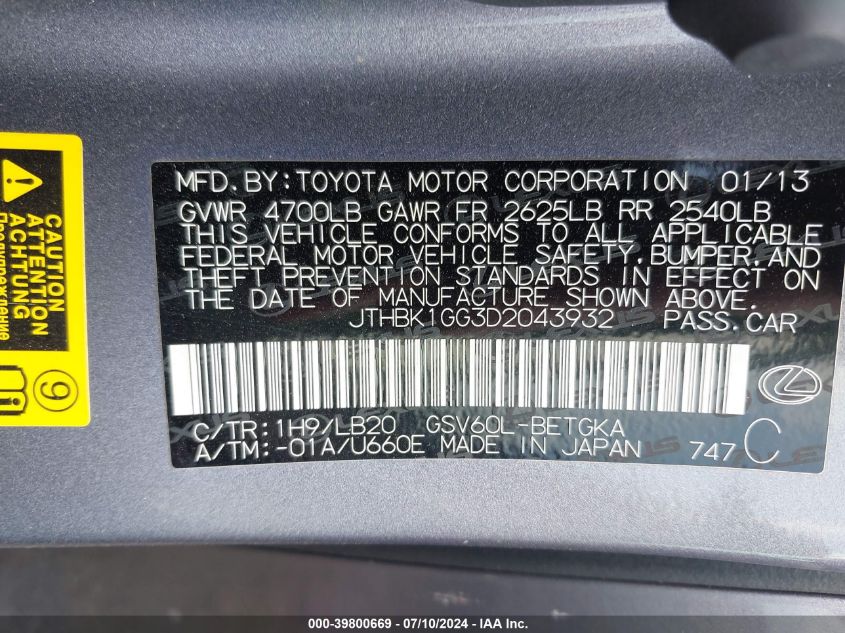 MFD.BY:TOYOTA MOTOR CORPORATION 01/13
GVWR 4700LB GAWR FR 2625LB RR 2540LB
THIS VEHICLE CONFORMS TO ALL APPLICABLE
FEDERAL MOTOR VEHICLE SAFETY,BUMPER,AND
THEFT PREVENTION STANDARDS IN EFFECT ON
THE DATE OF MANUFACTURE SHOWN ABOVE.
JTHBK1GG3D2043932 PASS.CAR
C/TR:1H9/LB20 GSV60L-BETGKA
A/TM:-01A/U660E MADE IN JAPAN 747 C
CAUTION
ATTENTION
ACHTUNG
Предупреждение
9
000-39800669 - 07/10/2024 - IAA Inc.